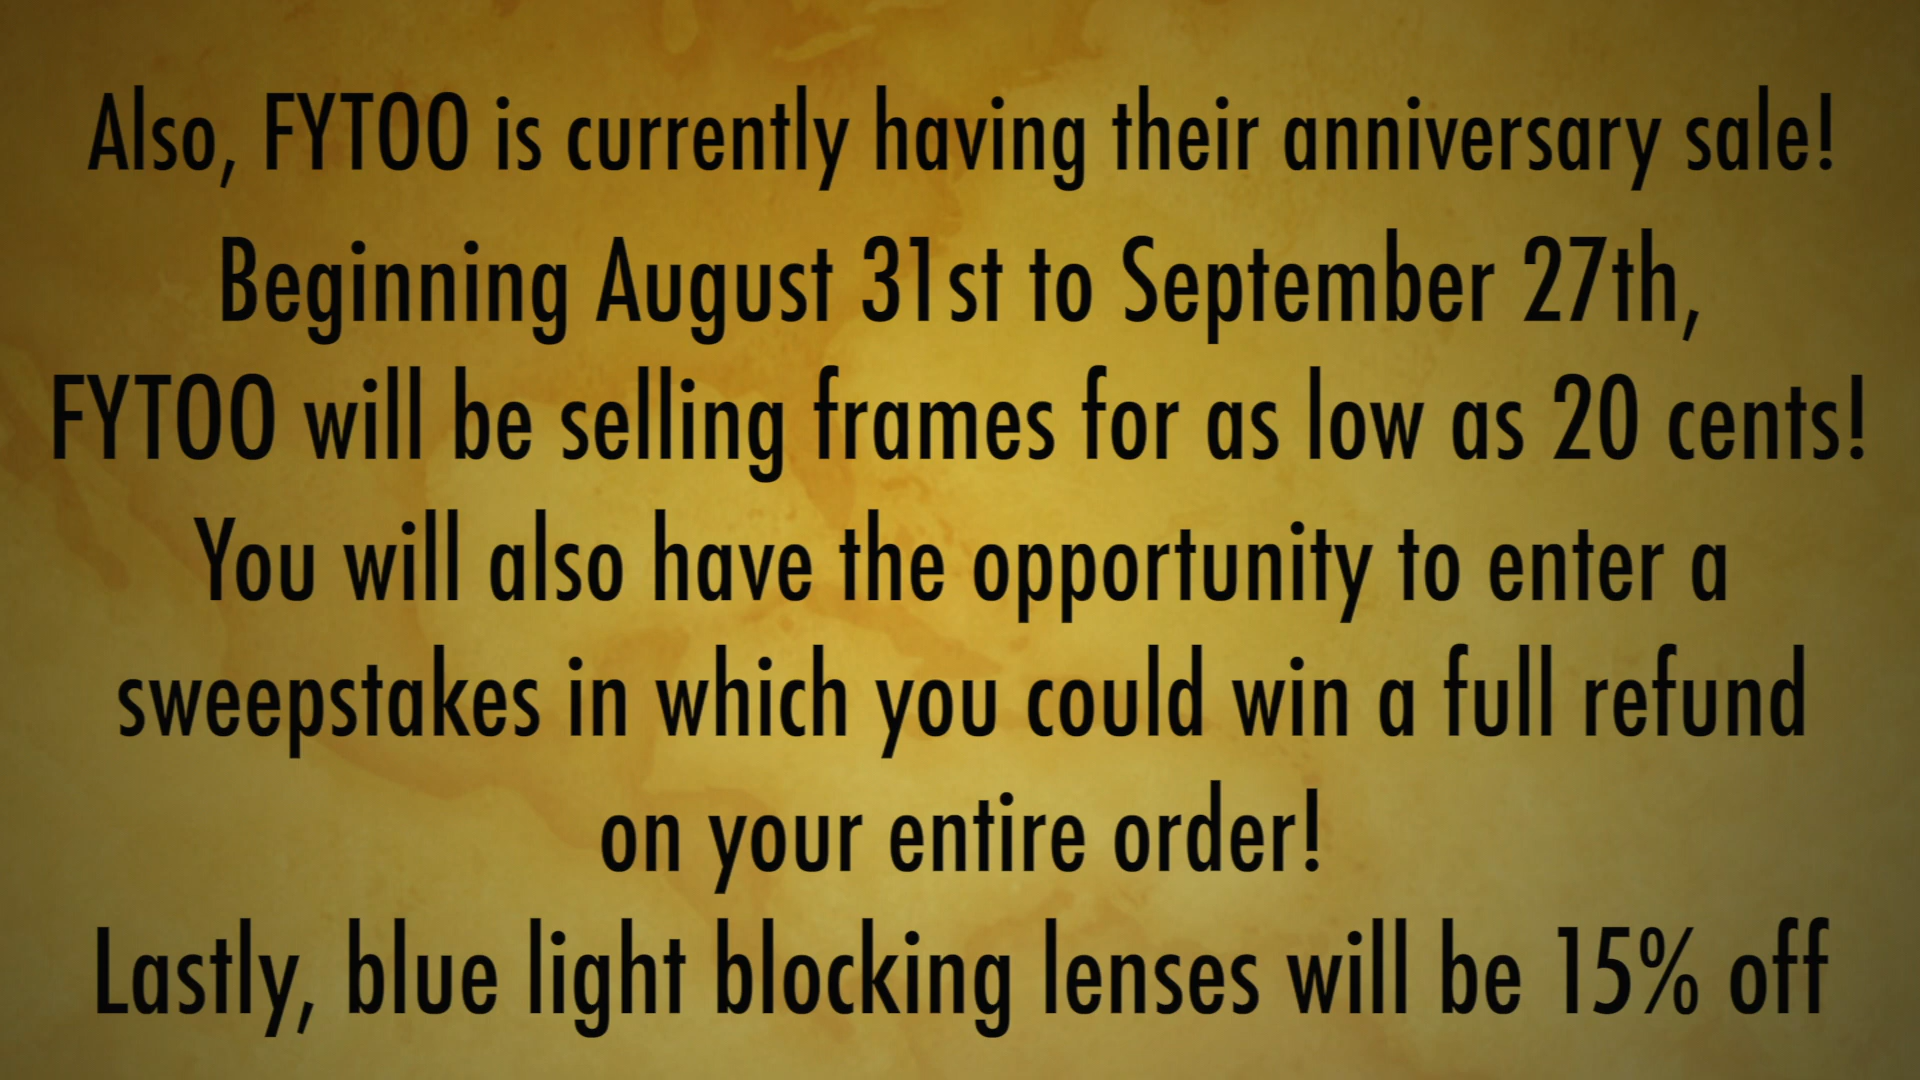 Also, FYTOO is currently having their anniversary sale!
Beginning August 31st to September 27th,
FYTOO will be selling frames for as low as 20 cents!
You will also have the opportunity to enter a
sweepstakes in which you could win a full refund
on your entire order!
Lastly, blue light blocking lenses will be 15% off